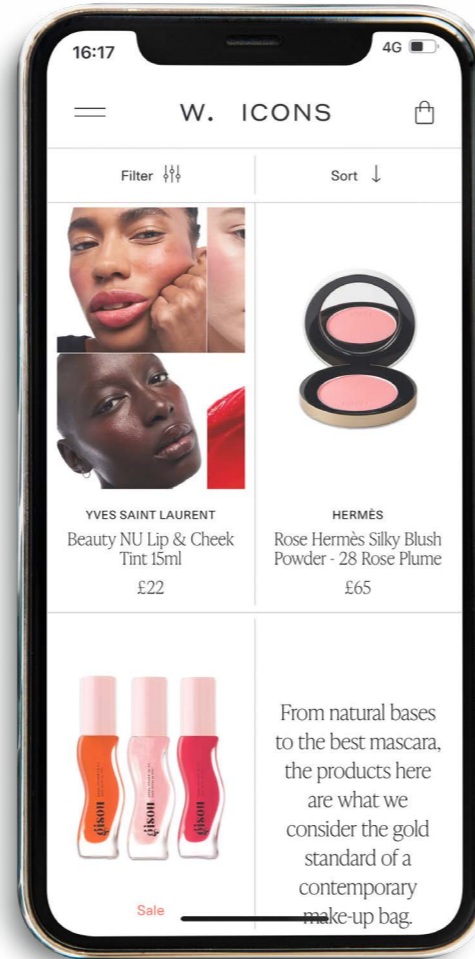 16:17
4G
W. ICONS
Filter
Sort
YVES SAINT LAURENT
Beauty NU Lip & Cheek
Tint 15ml
£22
HERMÈS
Rose Hermès Silky Blush
Powder - 28 Rose Plume
£65
gisou
gisou
gisou
Sale
From natural bases
to the best mascara,
the products here
are what we
consider the gold
standard of a
contemporary
make-up bag.